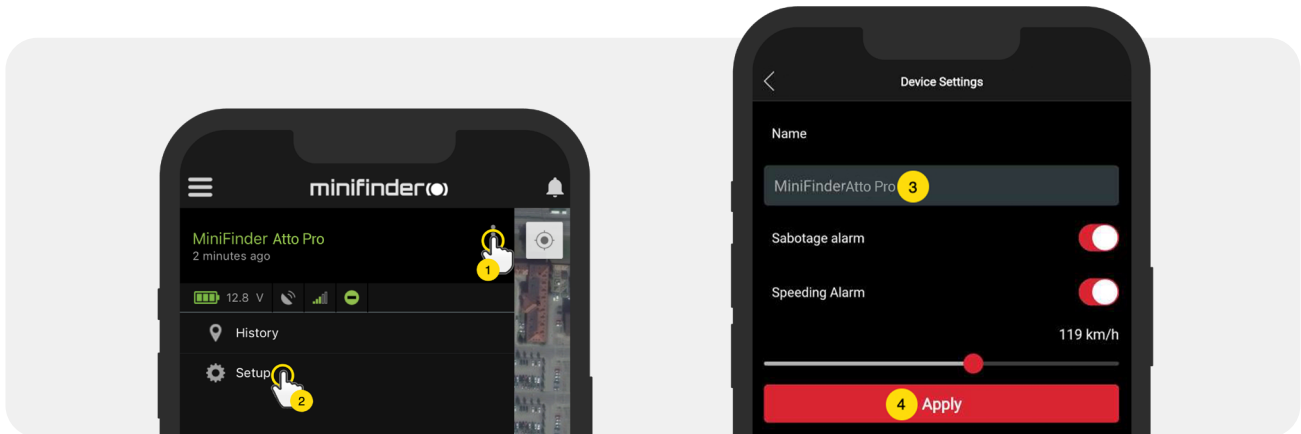 minifinder
MiniFinder Atto Pro
2 minutes ago
1
12.8 V
History
Setup
2
Device Settings
Name
MiniFinderAtto Pro
3
Sabotage alarm
Speeding Alarm
119 km/h
4 Apply